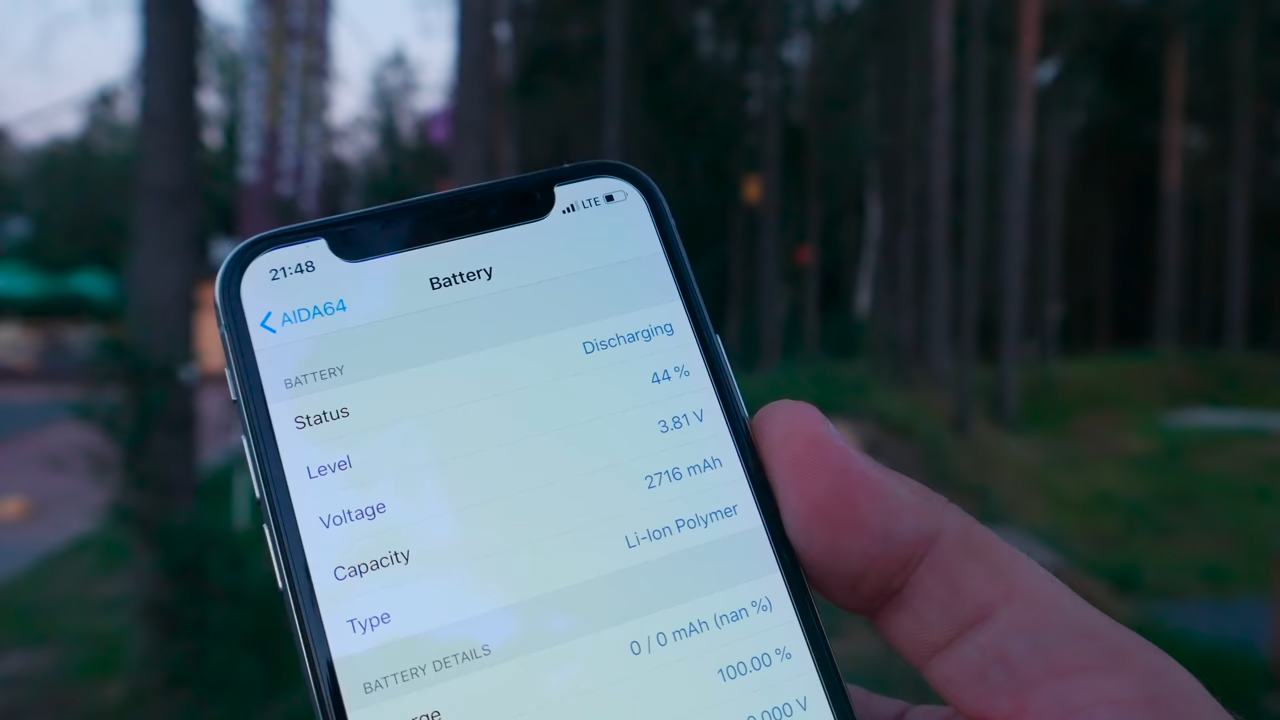 21:48 LTE
AIDA64 Battery
BATTERY
Status Discharging
Level 44%
Voltage 3.81 V
Capacity 2716 mAh
Type Li-Ion Polymer
BATTERY DETAILS
0 / 0 mAh (nan %)
100.00 %